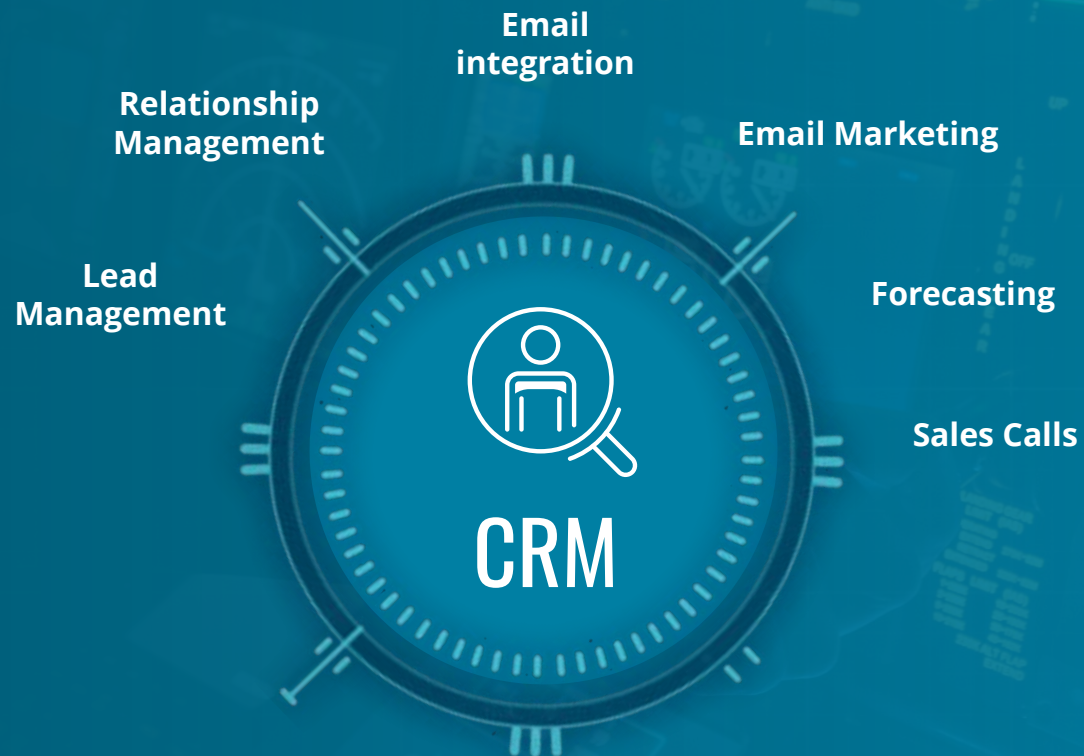 Email
integration
Relationship
Management
Email Marketing
Lead
Management
Forecasting
Sales Calls
CRM